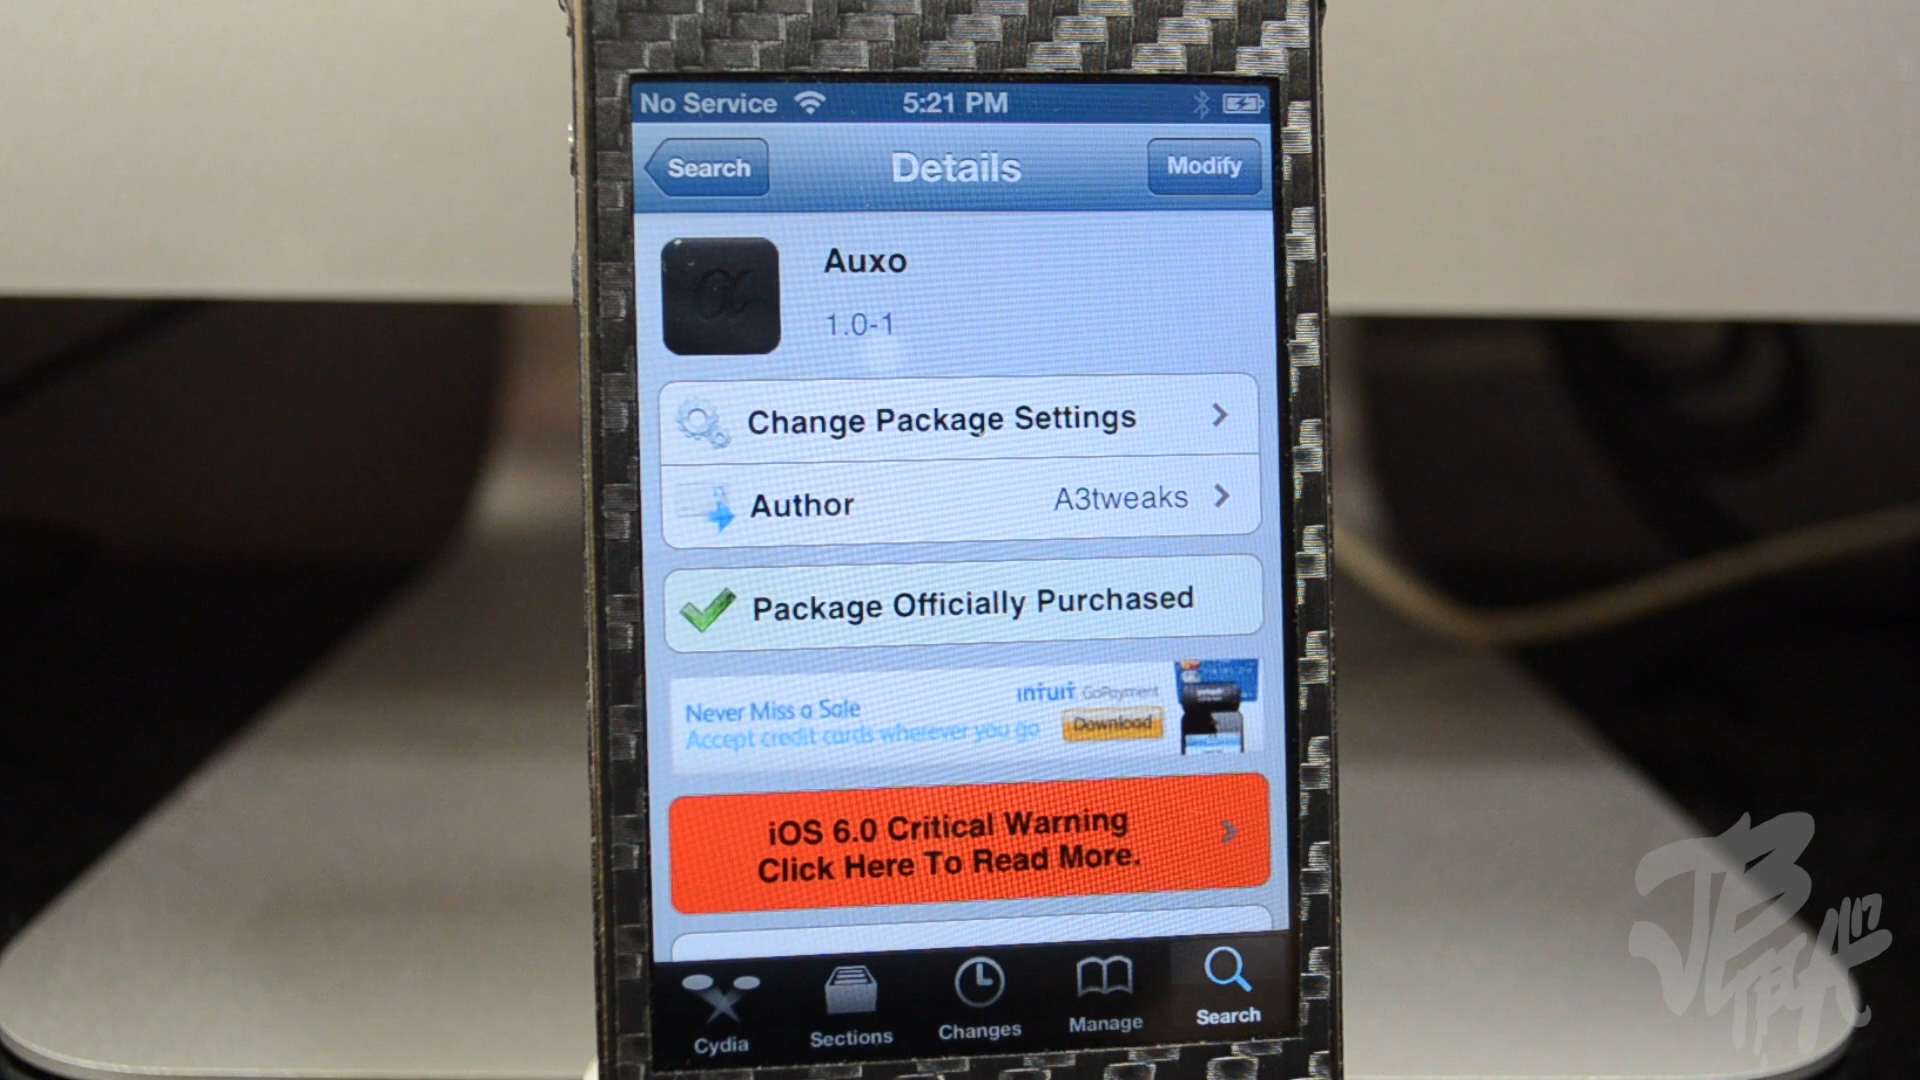 No Service 5:21 PM
Search Details Modify
α
Auxo
1.0-1
Change Package Settings
Author A3tweaks
Package Officially Purchased
intuit GoPayment
Never Miss a Sale
Accept credit cards wherever you go
Download
iOS 6.0 Critical Warning
Click Here To Read More.
Cydia Sections Changes Manage Search